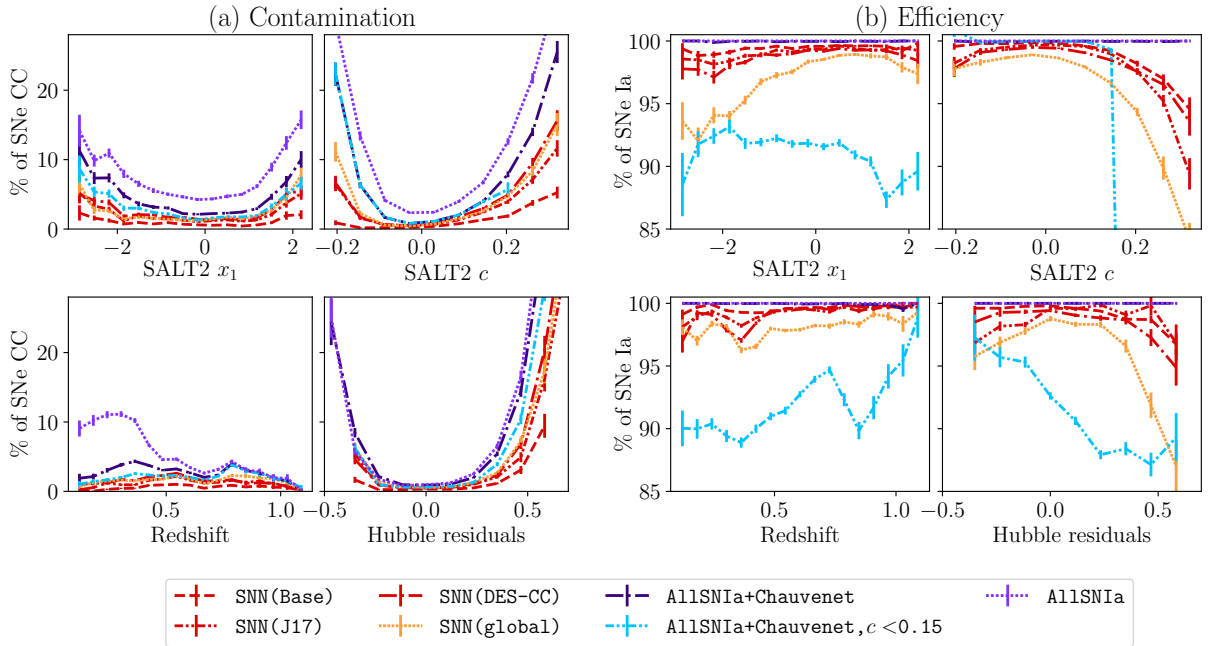 (a) Contamination
(b) Efficiency
% of SNe CC
20
10
0
−2
0
2
SALT2 x₁
−0.2
0.0
0.2
SALT2 c
% of SNe Ia
100
95
90
85
−2
0
2
SALT2 x₁
−0.2
0.0
0.2
SALT2 c
% of SNe CC
20
10
0
0.5
1.0
Redshift
−0.5
0.0
0.5
Hubble residuals
% of SNe Ia
100
95
90
85
0.5
1.0
Redshift
−0.5
0.0
0.5
Hubble residuals
SNN(Base)
SNN(DES-CC)
AllSNIa+Chauvenet
AllSNIa
SNN(J17)
SNN(global)
AllSNIa+Chauvenet, c <0.15